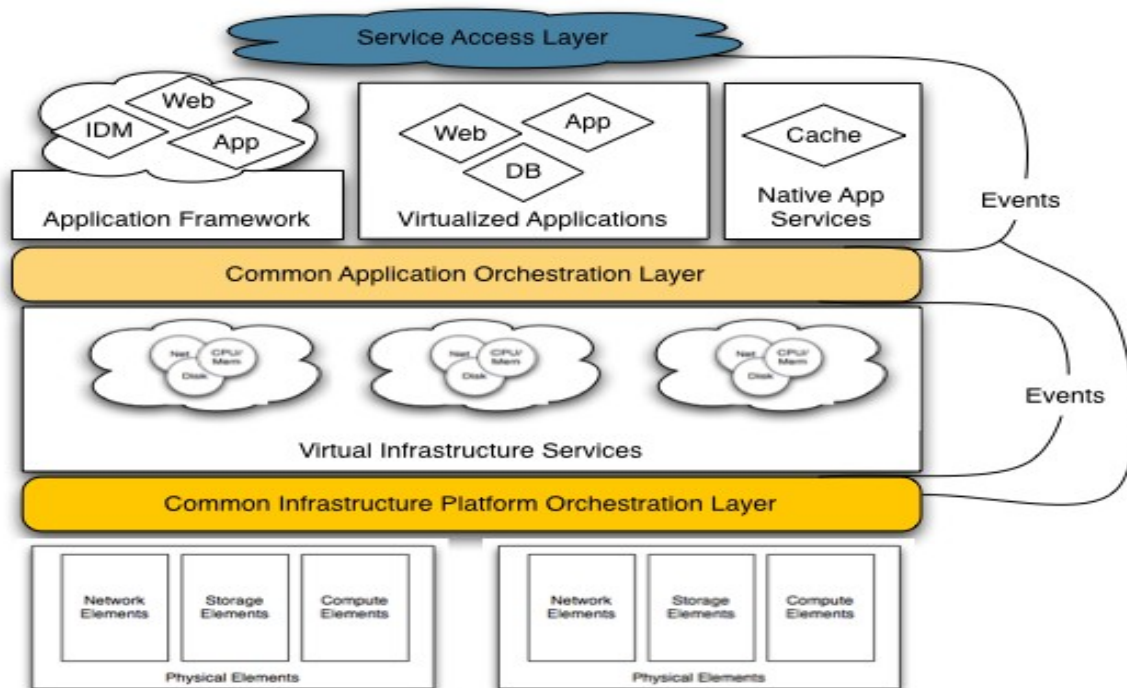 Service Access Layer
Web
IDM
App
Application Framework
Web
App
DB
Virtualized Applications
Cache
Native App
Services
Events
Common Application Orchestration Layer
Net
CPU/
Mem
Disk
Net
CPU/
Mem
Disk
Net
CPU/
Mem
Disk
Virtual Infrastructure Services
Events
Common Infrastructure Platform Orchestration Layer
Network
Elements
Storage
Elements
Compute
Elements
Physical Elements
Network
Elements
Storage
Elements
Compute
Elements
Physical Elements